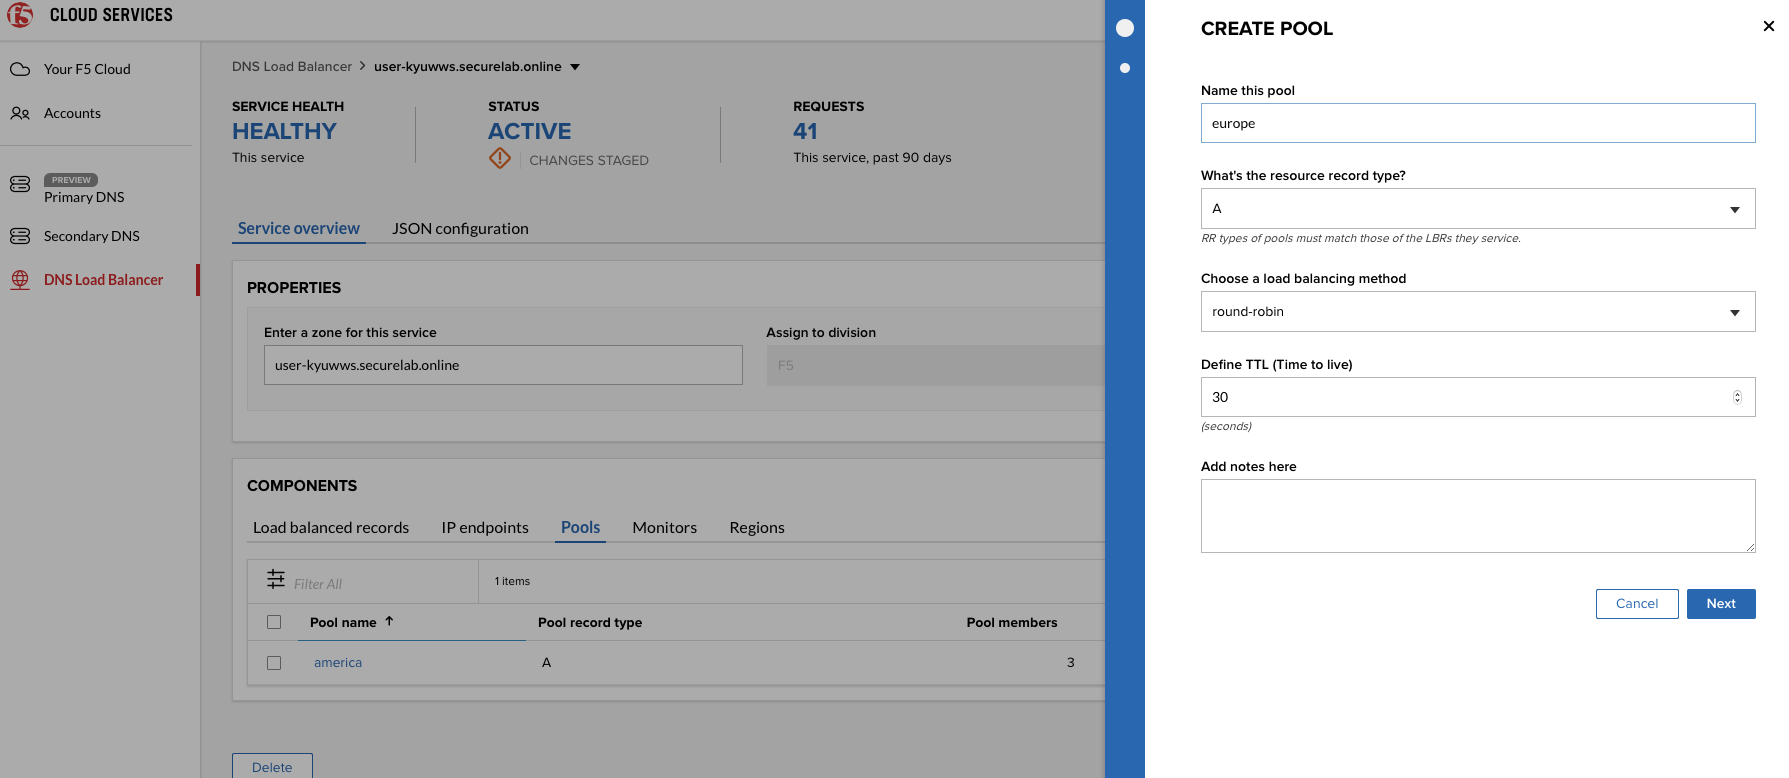 f5 CLOUD SERVICES
Your F5 Cloud
Accounts
PREVIEW
Primary DNS
Secondary DNS
DNS Load Balancer
DNS Load Balancer > user-kyuwws.securelab.online
SERVICE HEALTH
HEALTHY
This service
STATUS
ACTIVE
CHANGES STAGED
REQUESTS
41
This service, past 90 days
Service overview JSON configuration
PROPERTIES
Enter a zone for this service
user-kyuwws.securelab.online
Assign to division
F5
COMPONENTS
Load balanced records IP endpoints Pools Monitors Regions
Filter All 1 items
Pool name ↑ Pool record type Pool members
america A 3
Delete
CREATE POOL
Name this pool
europe
What's the resource record type?
A
RR types of pools must match those of the LBRs they service.
Choose a load balancing method
round-robin
Define TTL (Time to live)
30
(seconds)
Add notes here
Cancel Next